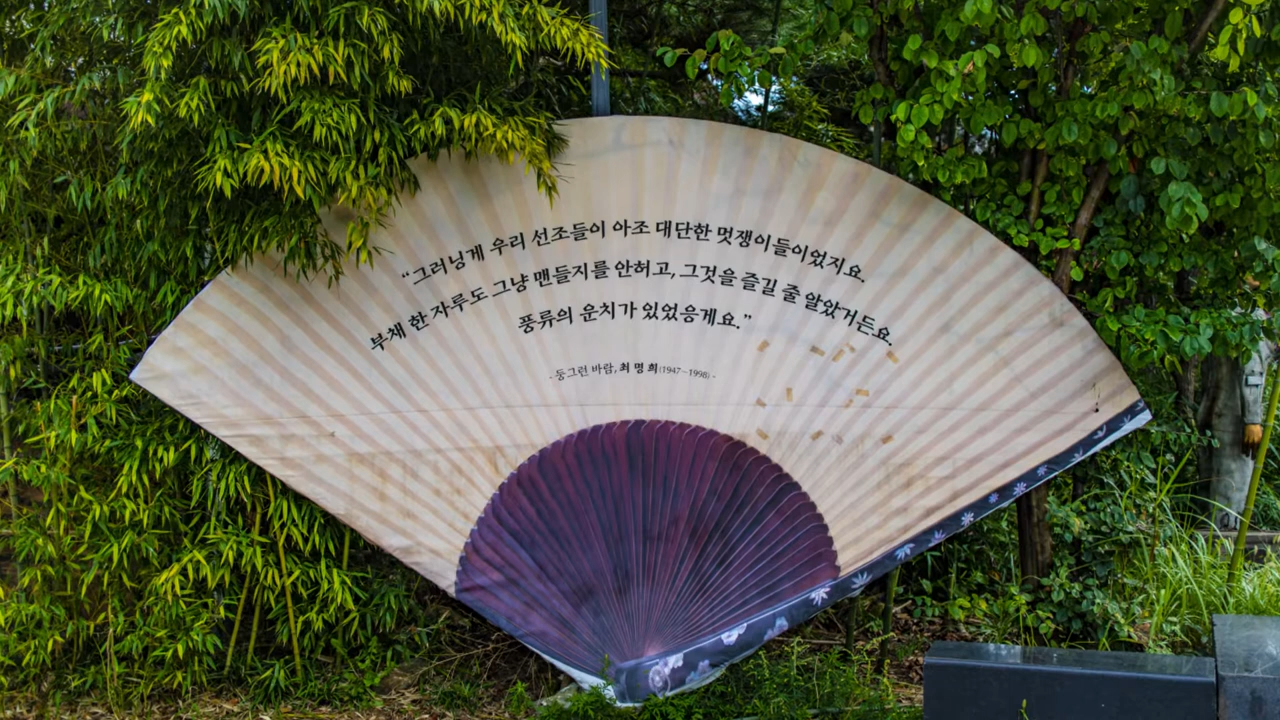 “그러닝게 우리 선조들이 아조 대단한 멋쟁이들이었지요.
부채 한 자루도 그냥 맨들지를 안허고, 그것을 즐길 줄 알았거든요.
풍류의 운치가 있었응게요.”
- 둥그런 바람, 최명희(1947~1998) -